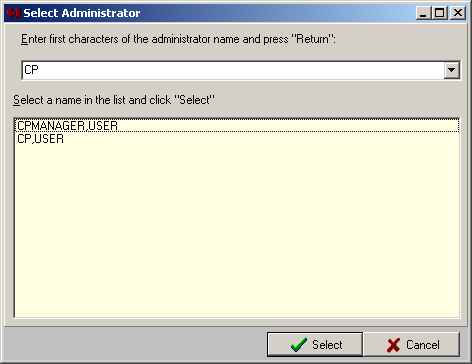 Select Administrator
Enter first characters of the administrator name and press "Return":
CP
Select a name in the list and click "Select"
CPMANAGER,USER
CP,USER
Select
Cancel